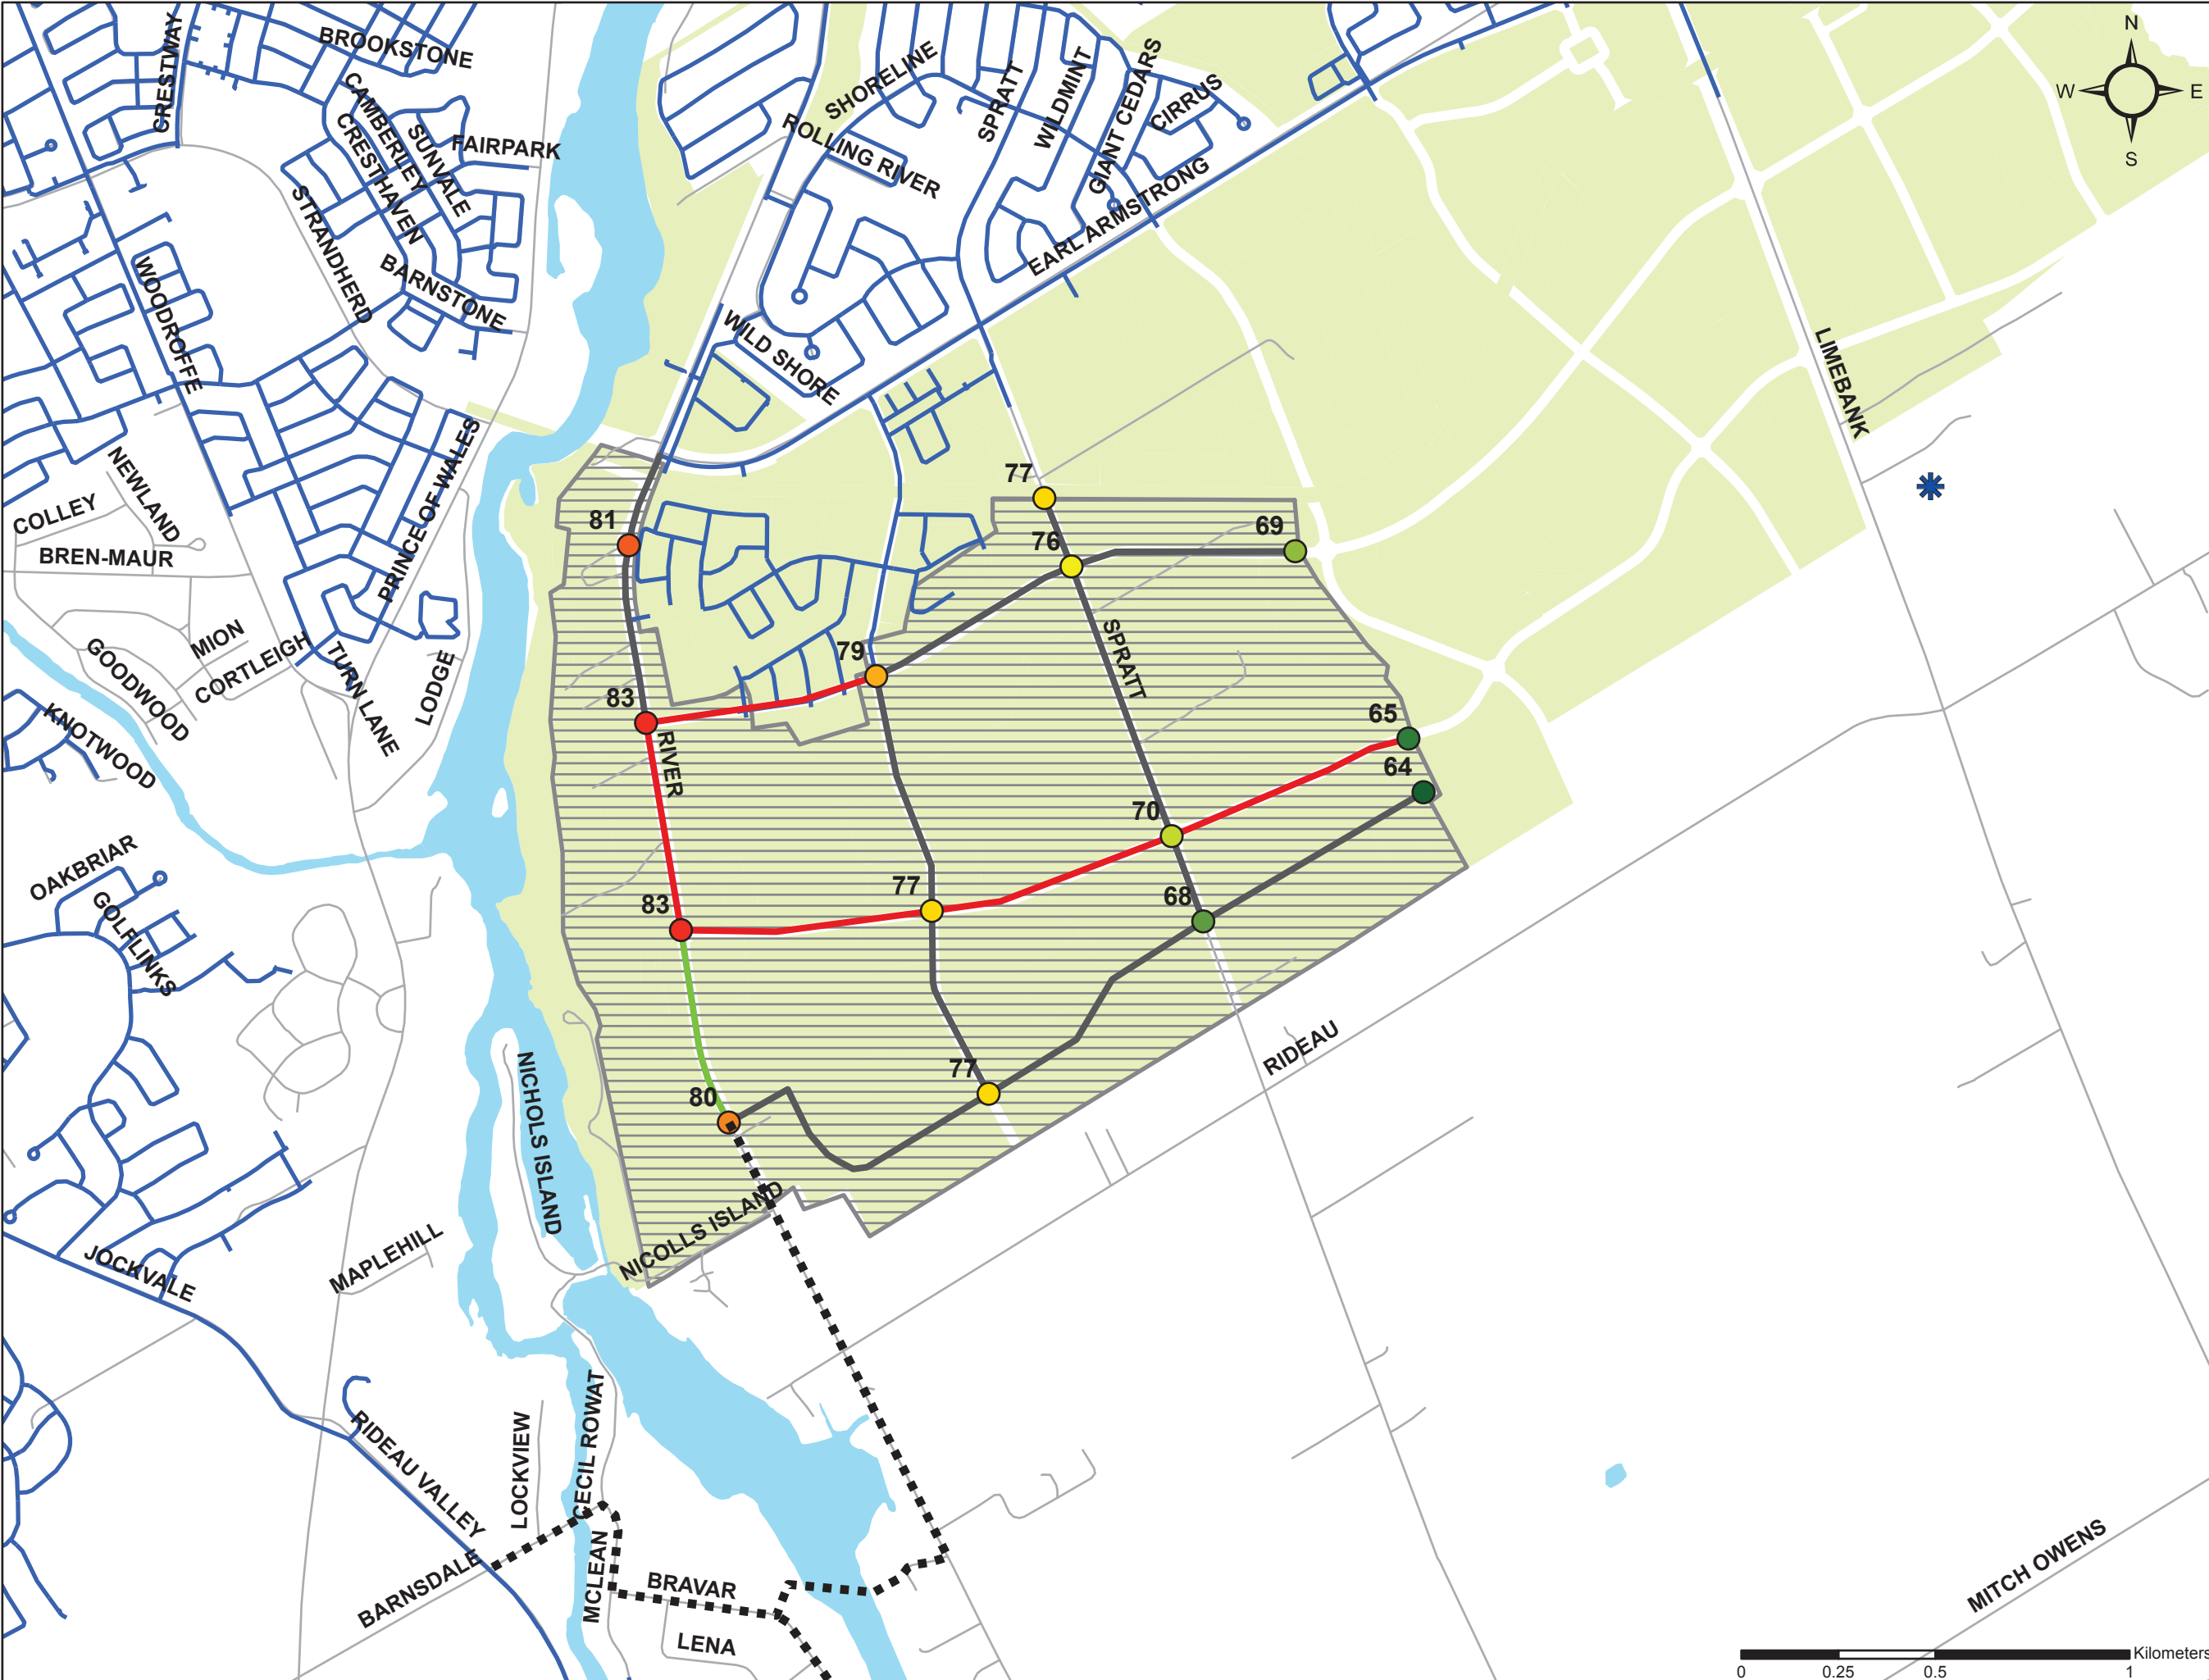 CRESTWAY
BROOKSTONE
CAMBERLEY
SUNVALE
CRESTHAVEN
FAIRPARK
STRANDHERD
BARNSTONE
WOODROFFE
SHORELINE
ROLLING RIVER
SPRATT
WILDMINT
GIANT CEDARS
CIRRUS
EARL ARMSTRONG
WILD SHORE
N
W
E
S
LIMEBANK
NEWLAND
COLLEY
BREN-MAUR
PRINCE OF WALES
MION
CORTLEIGH
GOODWOOD
TURN LANE
LODGE
KNOTWOOD
77
81
76
69
79
SPRATT
83
RIVER
65
64
70
77
68
83
77
80
OAKBRIAR
GOLFLINKS
NICHOLS ISLAND
RIDEAU
NICOLLS ISLAND
JOCKVALE
MAPLEHILL
RIDEAU VALLEY
LOCKVIEW
CECIL ROWAT
BARNSDALE
MCLEAN
BRAVAR
LENA
MITCH OWENS
Kilometers
0 0.25 0.5 1